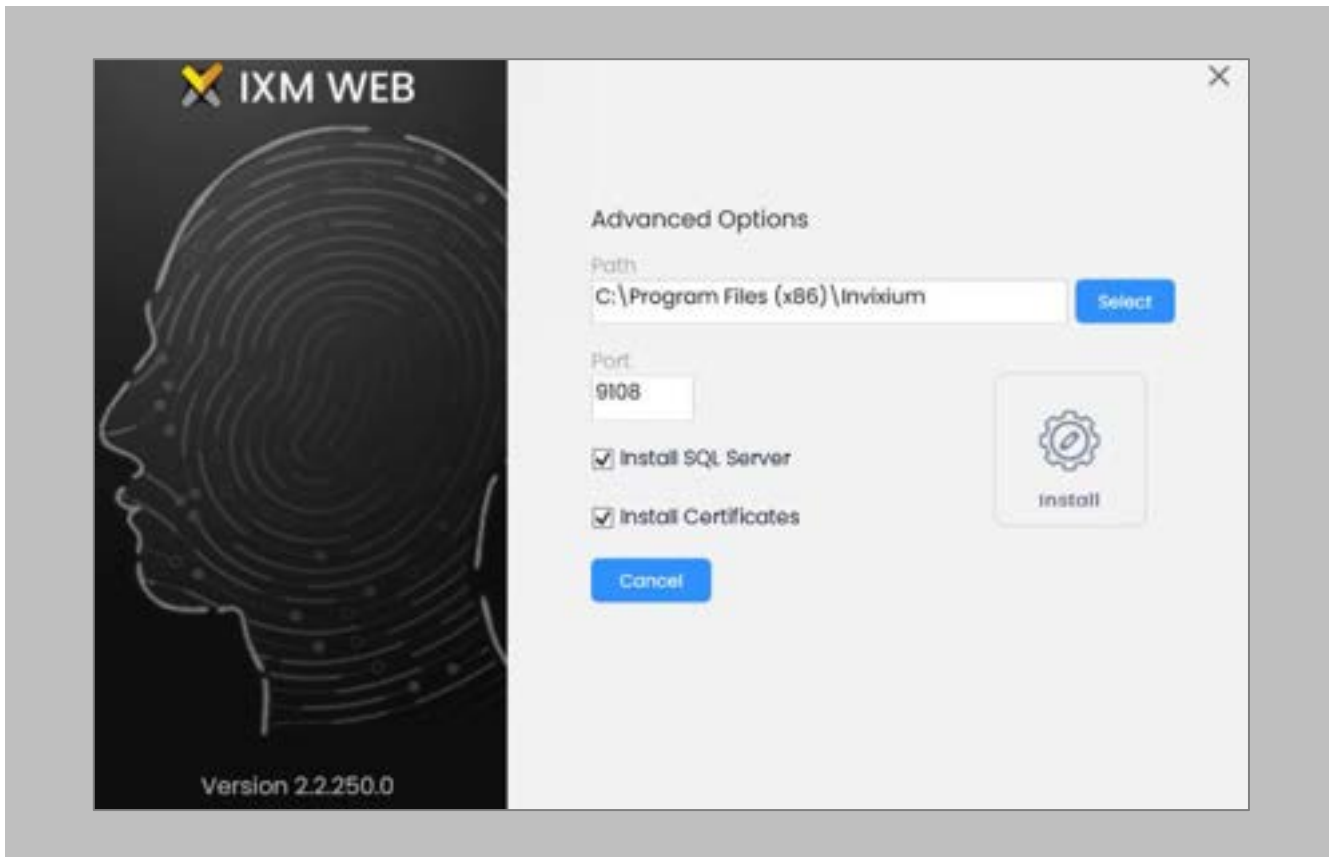 IXM WEB
Advanced Options
Path
C:\Program Files (x86)\Invixium
Select
Port
9108
Install SQL Server
Install
Install Certificates
Cancel
Version 2.2.250.0